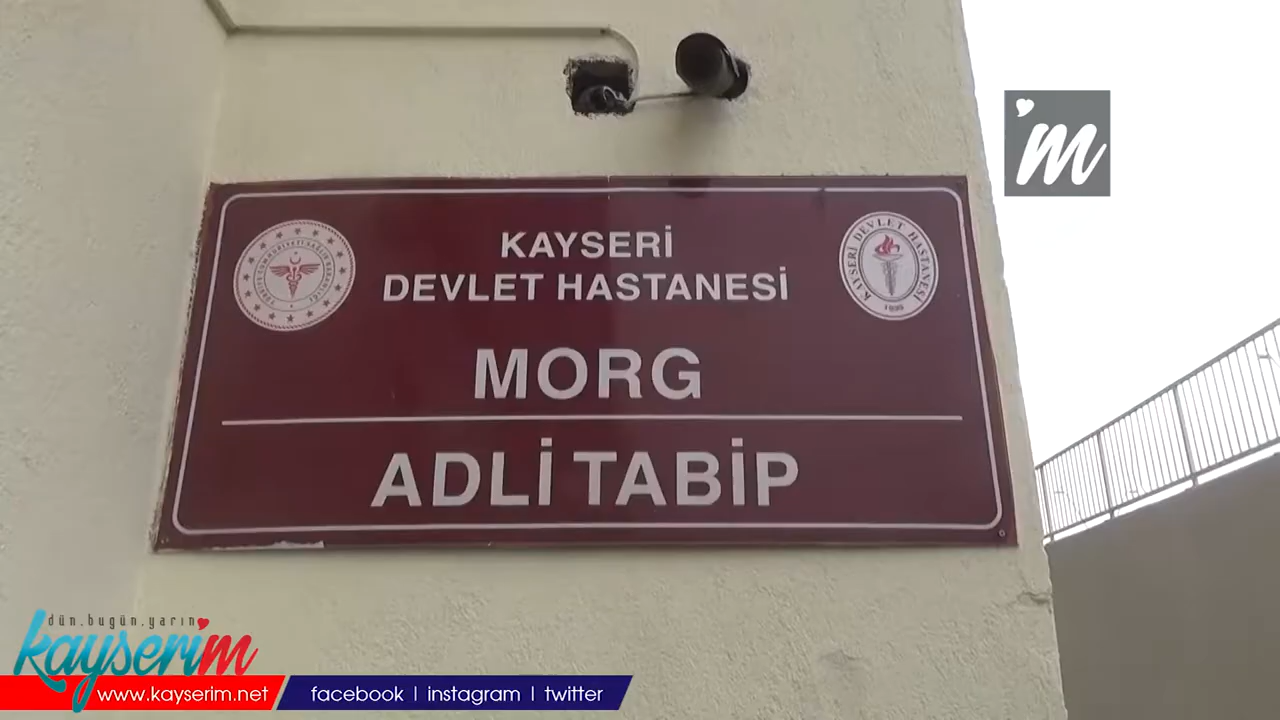 'm
KAYSERİ
DEVLET HASTANESİ
KAYSERİ DEVLET HASTANESİ
MORG
ADLİ TABİP
dün.bugün.yarın
kayserim
www.kayserim.net
facebook | instagram | twitter